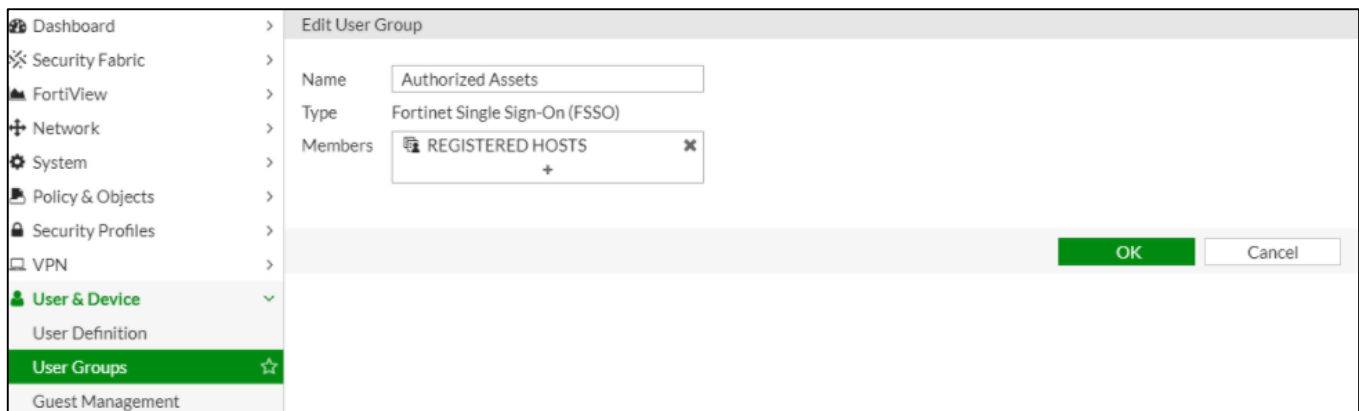 Dashboard
Security Fabric
FortiView
Network
System
Policy & Objects
Security Profiles
VPN
User & Device
User Definition
User Groups
Guest Management
Edit User Group
Name Authorized Assets
Type Fortinet Single Sign-On (FSSO)
Members REGISTERED HOSTS
+
OK Cancel